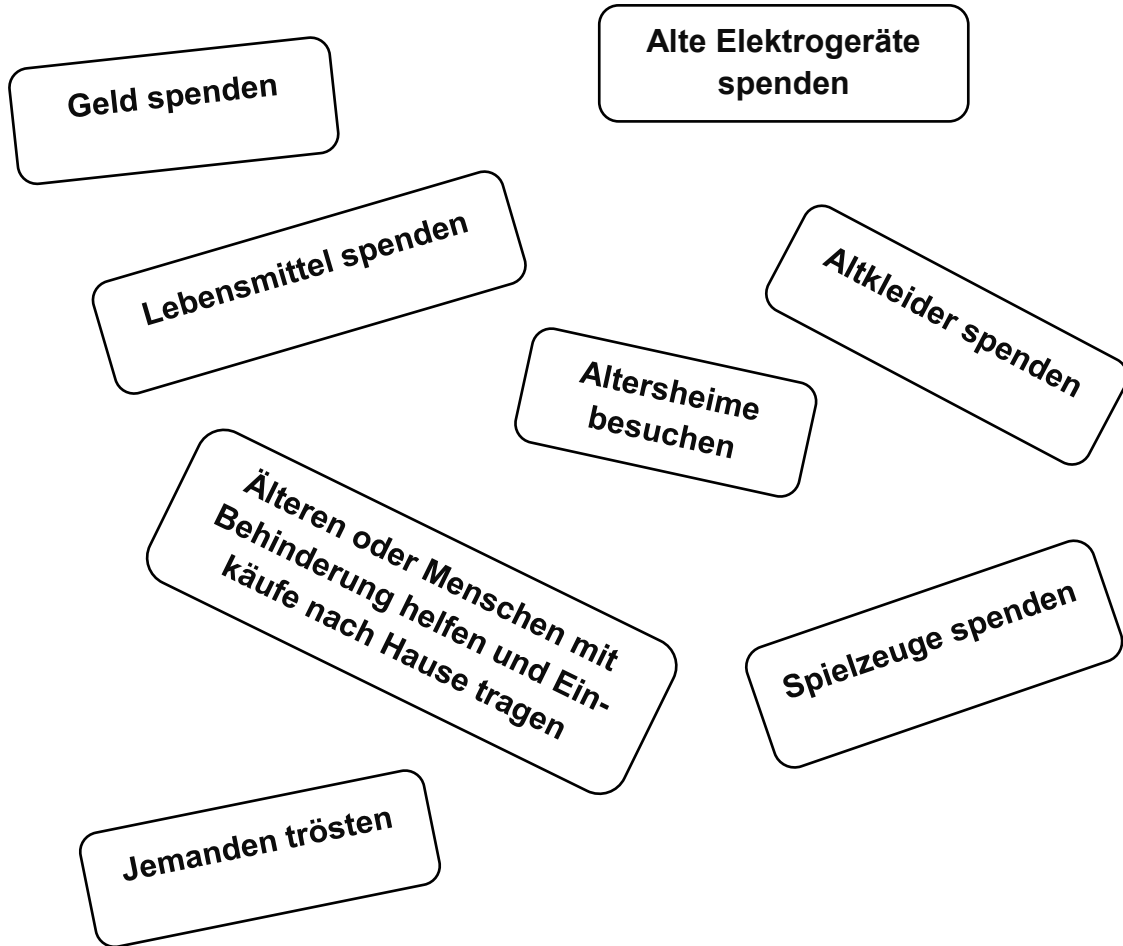 Geld spenden
Alte Elektrogeräte
spenden
Lebensmittel spenden
Altkleider spenden
Altersheime
besuchen
Älteren oder Menschen mit
Behinderung helfen und Ein-
käufe nach Hause tragen
Spielzeuge spenden
Jemanden trösten